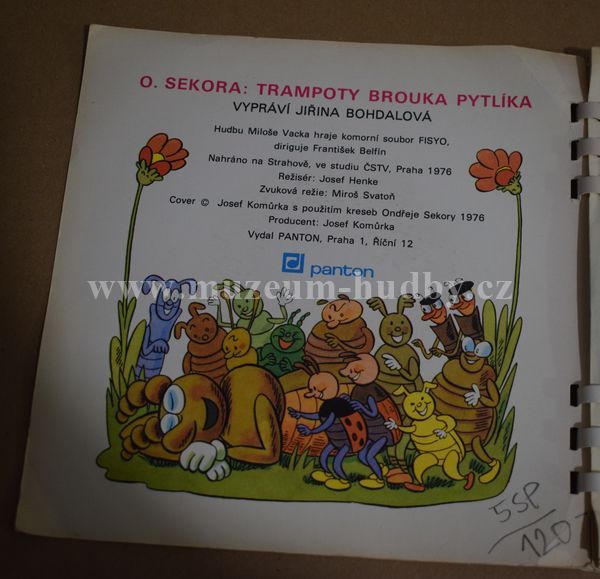 O. SEKORA: TRAMPOTY BROUKA PYTLÍKA
VYPRÁVÍ JIŘINA BOHDALOVÁ
Hudbu Miloše Vacka hraje komorní soubor FISYO,
diriguje František Belfín
Nahráno na Strahově, ve studiu ČSTV, Praha 1976
Režisér: Josef Henke
Zvuková režie: Miroš Svatoň
Cover © Josef Komůrka s použitím kreseb Ondřeje Sekory 1976
Producent: Josef Komůrka
Vydal PANTON, Praha 1, Říční 12
panton
www.muzeum-hudby.cz
5SP
120-